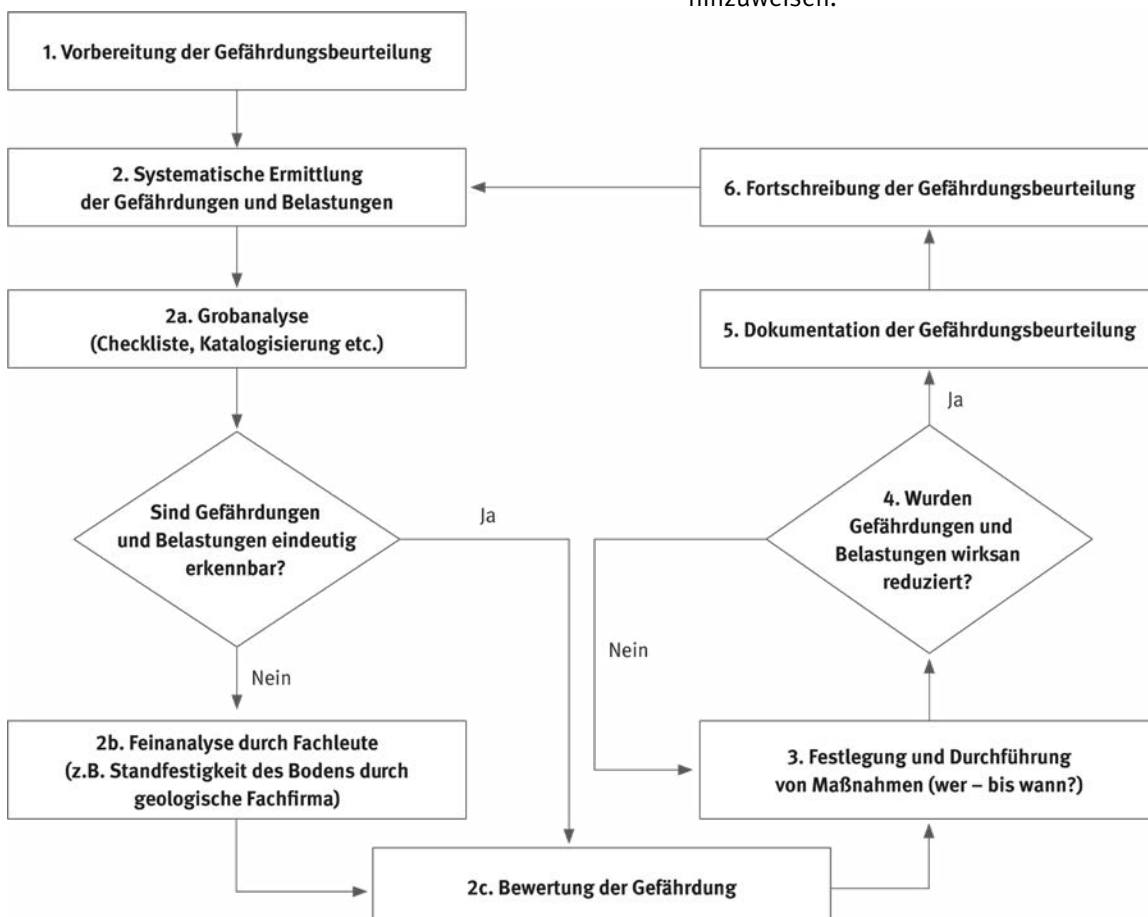 hinzuweisen.
1. Vorbereitung der Gefährdungsbeurteilung
2. Systematische Ermittlung
der Gefährdungen und Belastungen
2a. Grobanalyse
(Checkliste, Katalogisierung etc.)
Sind Gefährdungen
und Belastungen eindeutig
erkennbar?
Ja
Nein
2b. Feinanalyse durch Fachleute
(z.B. Standfestigkeit des Bodens durch
geologische Fachfirma)
2c. Bewertung der Gefährdung
3. Festlegung und Durchführung
von Maßnahmen (wer – bis wann?)
4. Wurden
Gefährdungen und
Belastungen wirksan
reduziert?
Nein
Ja
5. Dokumentation der Gefährdungsbeurteilung
6. Fortschreibung der Gefährdungsbeurteilung